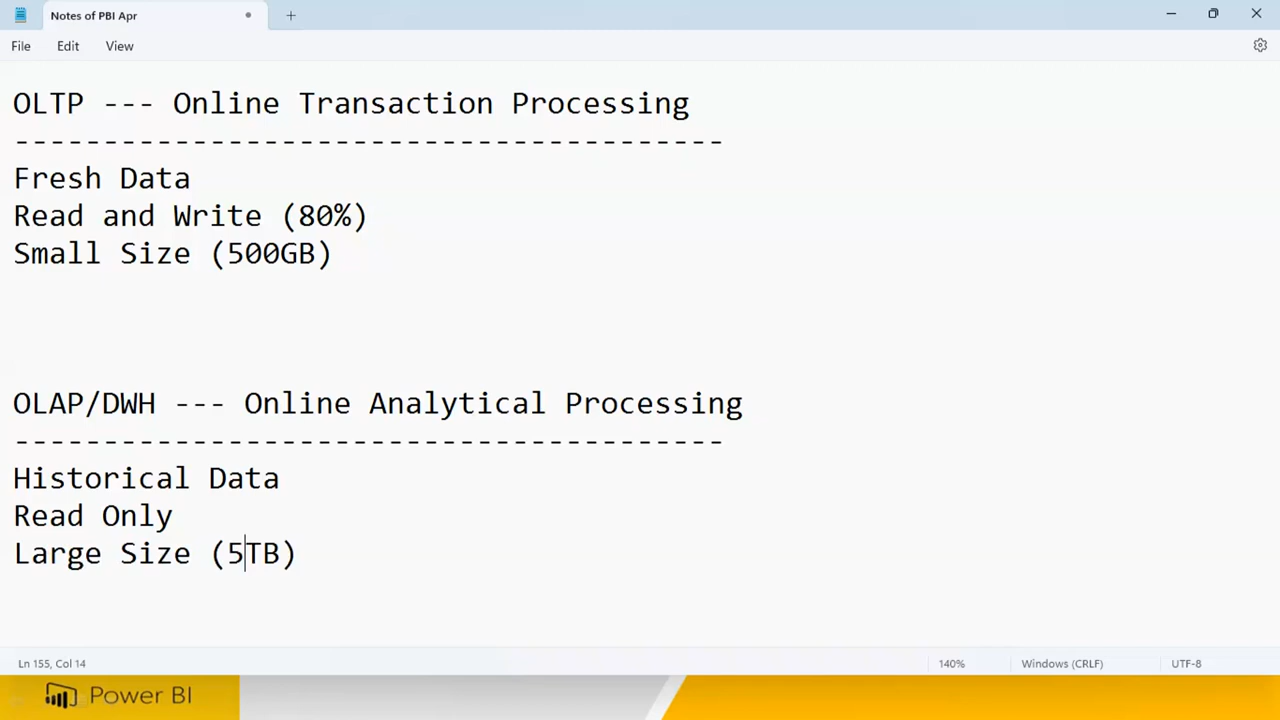 Notes of PBI Apr
File Edit View
OLTP --- Online Transaction Processing
----------------------------------------
Fresh Data
Read and Write (80%)
Small Size (500GB)
OLAP/DWH --- Online Analytical Processing
----------------------------------------
Historical Data
Read Only
Large Size (5TB)
Ln 155, Col 14 140% Windows (CRLF) UTF-8
Power BI